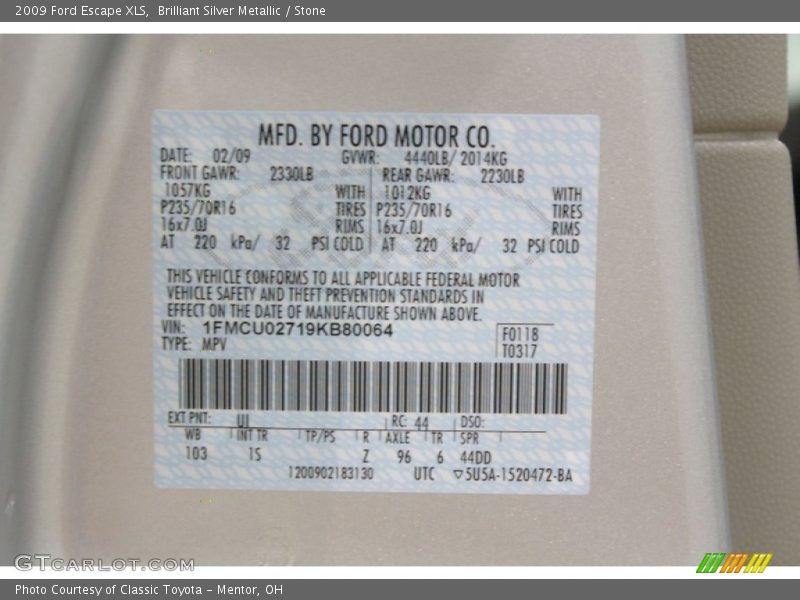 2009 Ford Escape XLS, Brilliant Silver Metallic / Stone
MFD. BY FORD MOTOR CO.
DATE: 02/09 GVWR: 4440LB/ 2014KG
FRONT GAWR: 2330LB REAR GAWR: 2230LB
1057KG WITH 1012KG WITH
P235/70R16 TIRES P235/70R16 TIRES
16x7.0J RIMS 16x7.0J RIMS
AT 220 kPa/ 32 PSI COLD AT 220 kPa/ 32 PSI COLD
THIS VEHICLE CONFORMS TO ALL APPLICABLE FEDERAL MOTOR
VEHICLE SAFETY AND THEFT PREVENTION STANDARDS IN
EFFECT ON THE DATE OF MANUFACTURE SHOWN ABOVE.
VIN: 1FMCU02719KB80064 F0118
TYPE: MPV T0317
EXT PNT: UI RC: 44 DSO:
WB INT TR TP/PS R AXLE TR SPR
103 1S Z 96 6 44DD
1200902183130 UTC ▽5U5A-1520472-BA
GTCARLOT.COM
Photo Courtesy of Classic Toyota - Mentor, OH